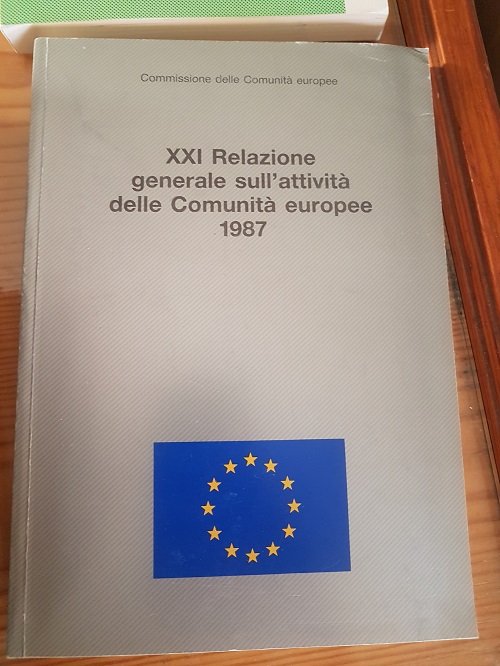 Commissione delle Comunità europee
XXI Relazione
generale sull'attività
delle Comunità europee
1987